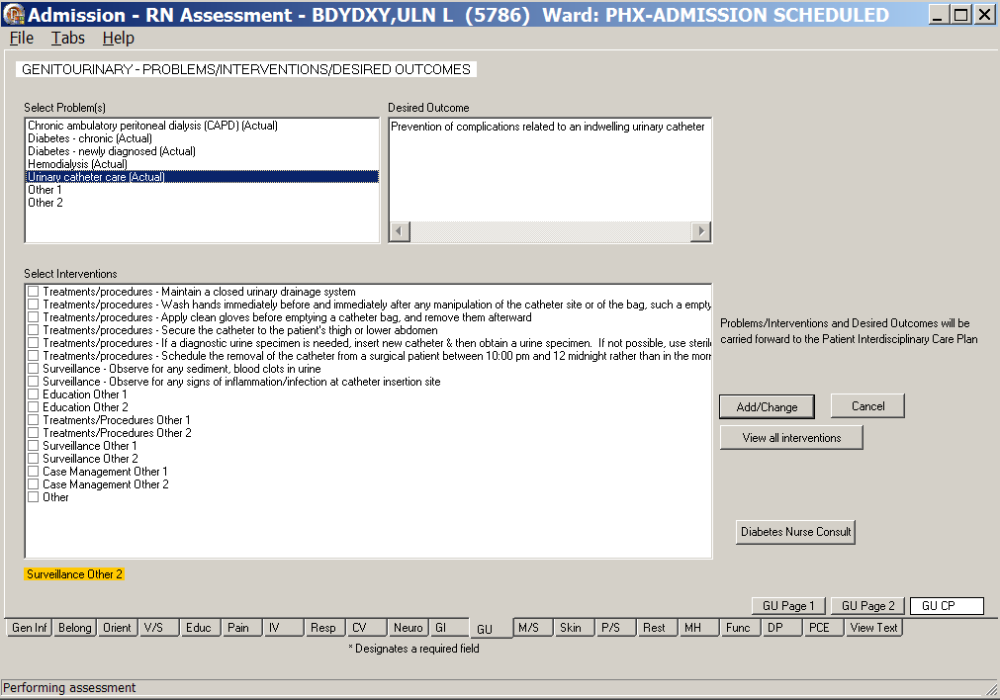 Admission - RN Assessment - BDYDXY,ULN L (5786) Ward: PHX-ADMISSION SCHEDULED
File Tabs Help
GENITOURINARY - PROBLEMS/INTERVENTIONS/DESIRED OUTCOMES
Select Problem(s)
Chronic ambulatory peritoneal dialysis (CAPD) (Actual)
Diabetes - chronic (Actual)
Diabetes - newly diagnosed (Actual)
Hemodialysis (Actual)
Urinary catheter care (Actual)
Other 1
Other 2
Desired Outcome
Prevention of complications related to an indwelling urinary catheter
Select Interventions
Treatments/procedures - Maintain a closed urinary drainage system
Treatments/procedures - Wash hands immediately before and immediately after any manipulation of the catheter site or of the bag, such a empty
Treatments/procedures - Apply clean gloves before emptying a catheter bag, and remove them afterward
Treatments/procedures - Secure the catheter to the patient's thigh or lower abdomen
Treatments/procedures - If a diagnostic urine specimen is needed, insert new catheter & then obtain a urine specimen. If not possible, use steril
Treatments/procedures - Schedule the removal of the catheter from a surgical patient between 10:00 pm and 12 midnight rather than in the morn
Surveillance - Observe for any sediment, blood clots in urine
Surveillance - Observe for any signs of inflammation/infection at catheter insertion site
Education Other 1
Education Other 2
Treatments/Procedures Other 1
Treatments/Procedures Other 2
Surveillance Other 1
Surveillance Other 2
Case Management Other 1
Case Management Other 2
Other
Problems/Interventions and Desired Outcomes will be
carried forward to the Patient Interdisciplinary Care Plan
Add/Change Cancel
View all interventions
Diabetes Nurse Consult
Surveillance Other 2
GU Page 1 GU Page 2 GU CP
Gen Inf Belong Orient V/S Educ Pain IV Resp CV Neuro GI GU M/S Skin P/S Rest MH Func DP PCE View Text
* Designates a required field
Performing assessment